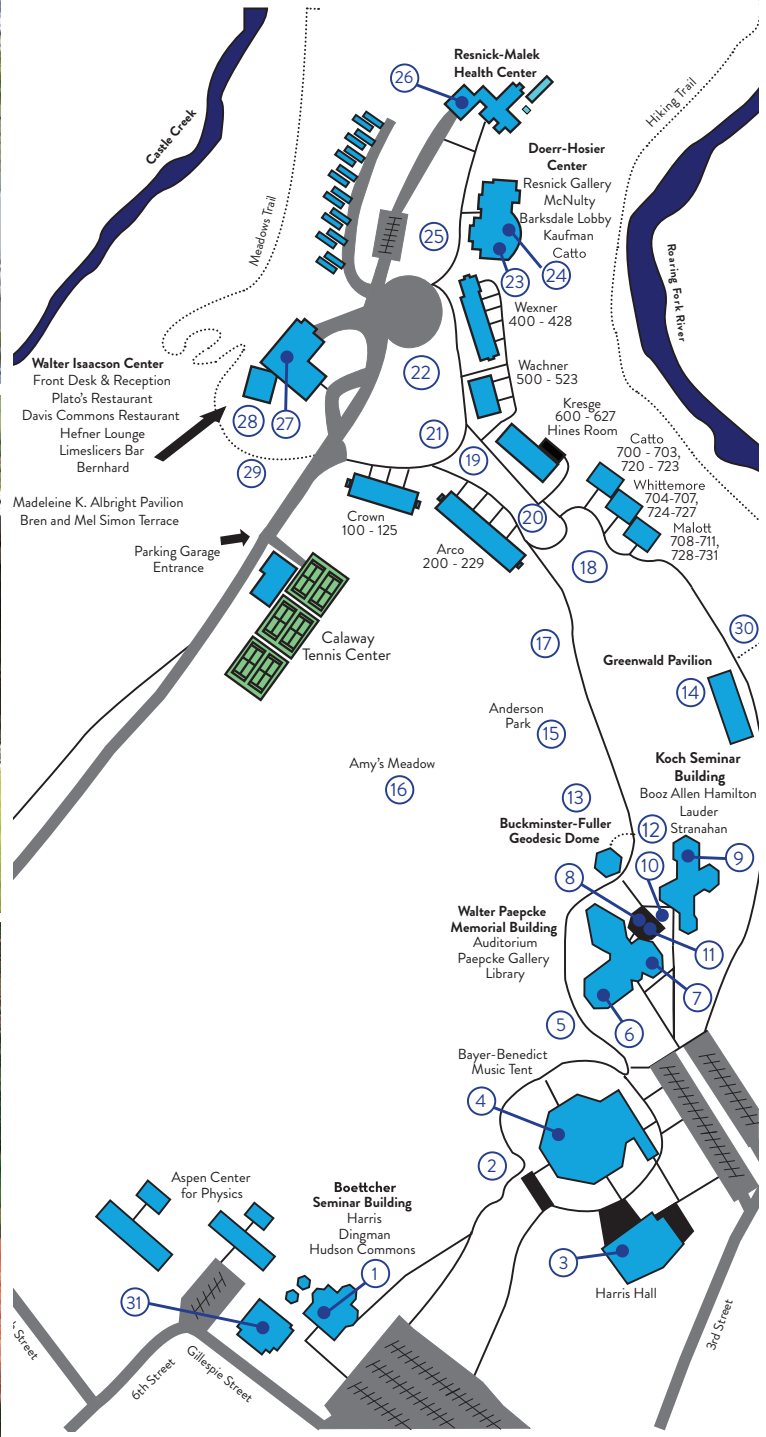 Resnick-Malek
Health Center
26
Castle Creek
Hiking Trail
Doerr-Hosier
Center
Resnick Gallery
McNulty
Barksdale Lobby
Kaufman
Catto
Meadows Trail
25
23
24
Roaring Fork
River
Wexner
400 - 428
Walter Isaacson Center
Front Desk & Reception
Plato's Restaurant
Davis Commons Restaurant
Hefner Lounge
Limeslicers Bar
Bernhard
22
Wachner
500 - 523
28
27
21
Kresge
600 - 627
Hines Room
29
19
Catto
700 - 703,
720 - 723
Whittemore
704-707,
724-727
Malott
708-711,
728-731
Madeleine K. Albright Pavilion
Bren and Mel Simon Terrace
Crown
100 - 125
20
Arco
200 - 229
Parking Garage
Entrance
18
Calaway
Tennis Center
17
30
Greenwald Pavilion
14
Anderson
Park
15
Amy's Meadow
16
Koch Seminar
Building
Booz Allen Hamilton
Lauder
Stranahan
13
12
Buckminster-Fuller
Geodesic Dome
9
10
8
Walter Paepcke
Memorial Building
Auditorium
Paepcke Gallery
Library
11
7
5
6
Bayer-Benedict
Music Tent
4
2
Aspen Center
for Physics
Boettcher
Seminar Building
Harris
Dingman
Hudson Commons
1
3
Harris Hall
31
Street
6th Street
Gillespie Street
3rd Street